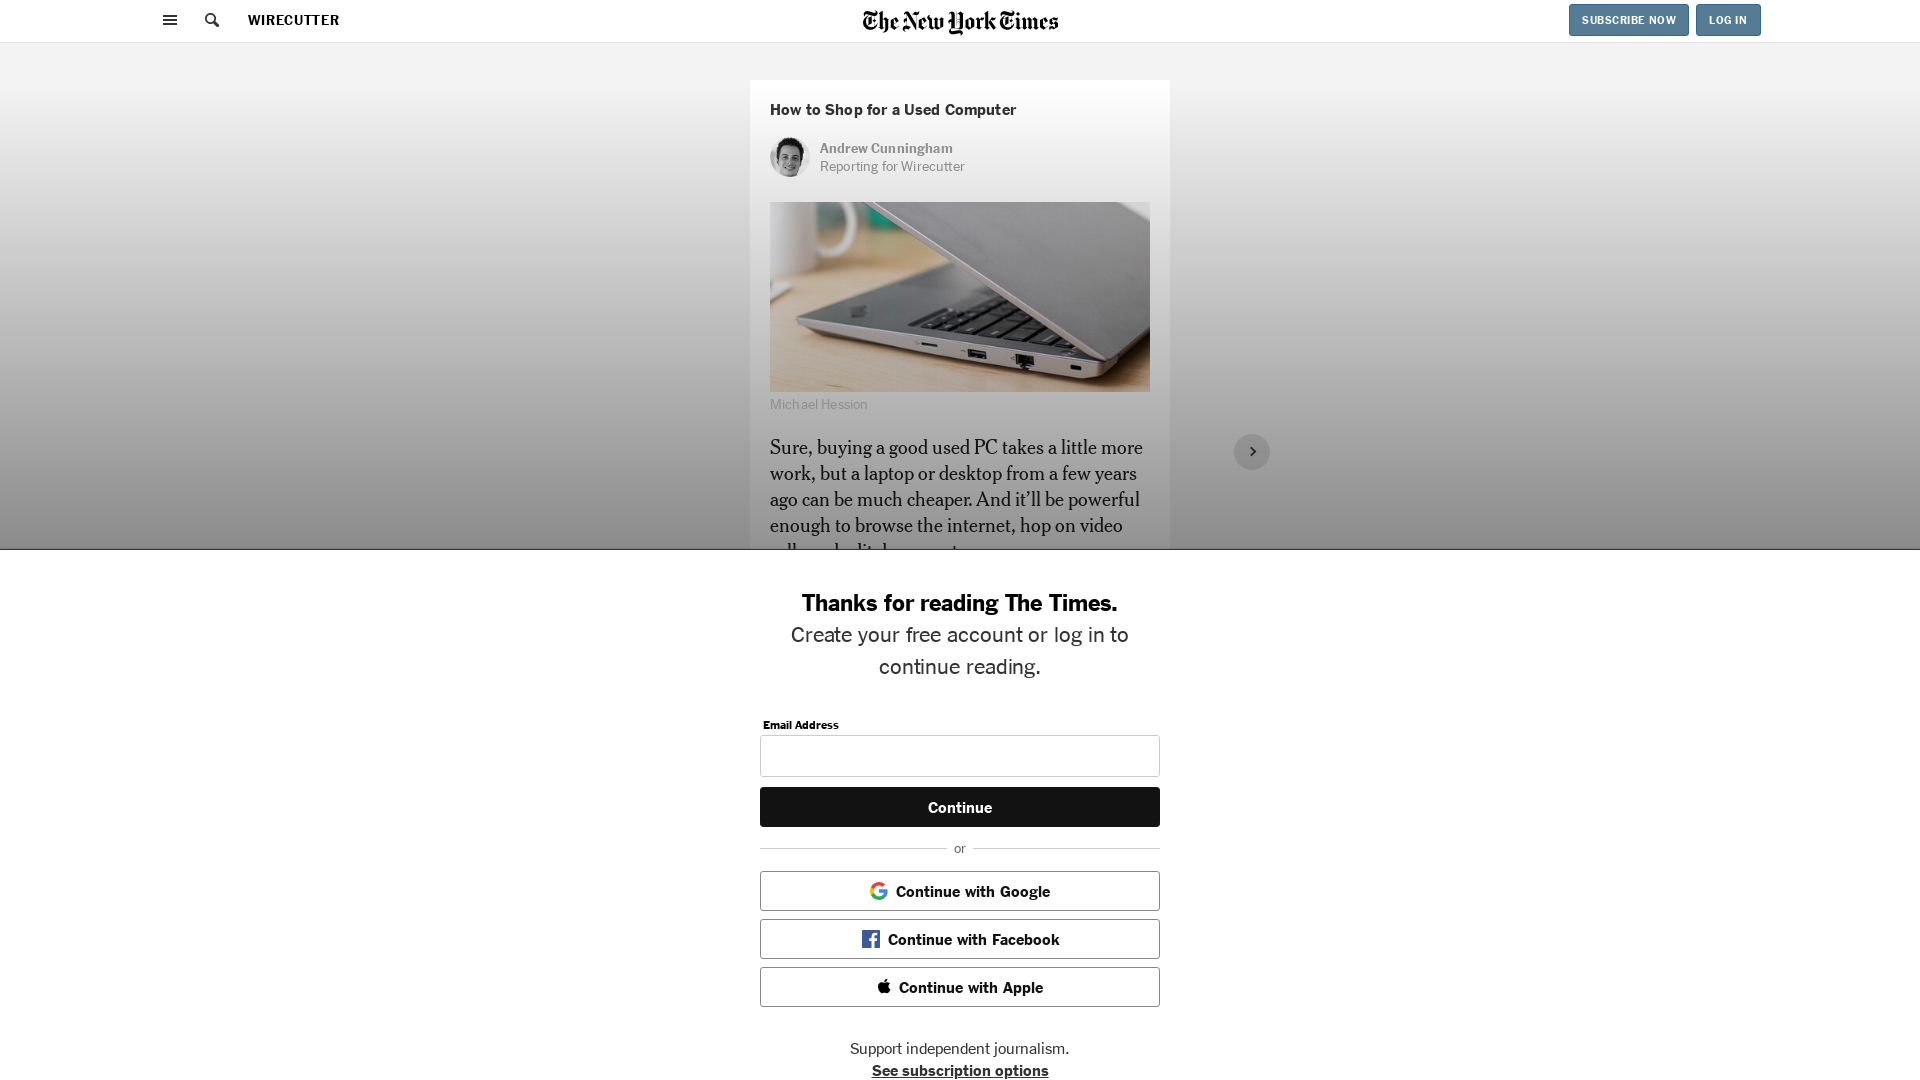 WIRECUTTER
The New York Times
SUBSCRIBE NOW
LOG IN
How to Shop for a Used Computer
Andrew Cunningham
Reporting for Wirecutter
Michael Hession
Sure, buying a good used PC takes a little more
work, but a laptop or desktop from a few years
ago can be much cheaper. And it’ll be powerful
enough to browse the internet, hop on video
Thanks for reading The Times.
Create your free account or log in to
continue reading.
Email Address
Continue
or
Continue with Google
Continue with Facebook
Continue with Apple
Support independent journalism.
See subscription options